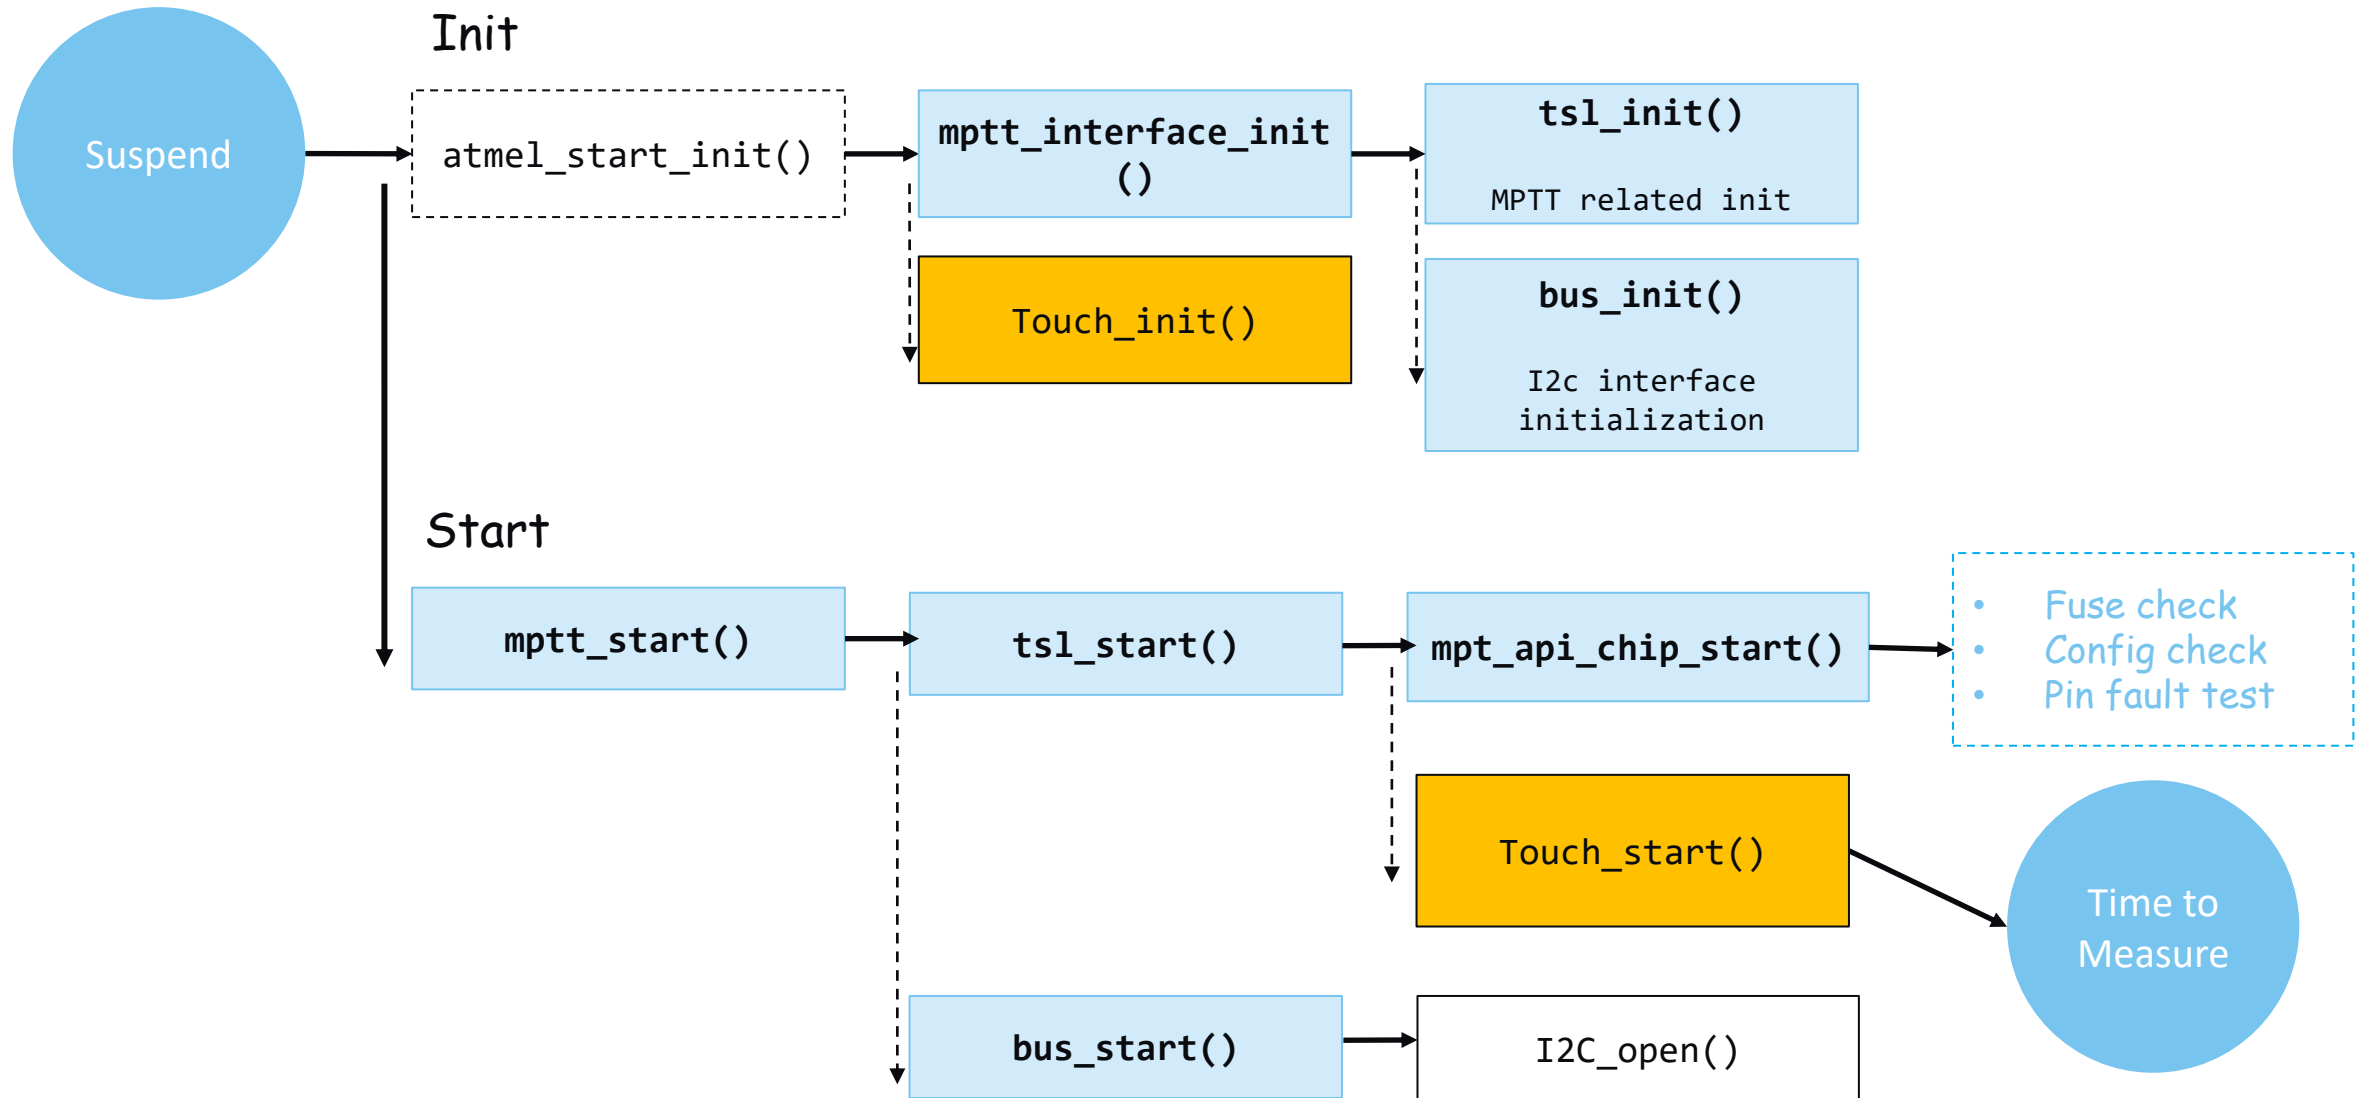 Init
Suspend
atmel_start_init()
mptt_interface_init
()
tsl_init()
MPTT related init
Touch_init()
bus_init()
I2c interface
initialization
Start
mptt_start()
tsl_start()
mpt_api_chip_start()
• Fuse check
• Config check
• Pin fault test
Touch_start()
Time to
Measure
bus_start()
I2C_open()